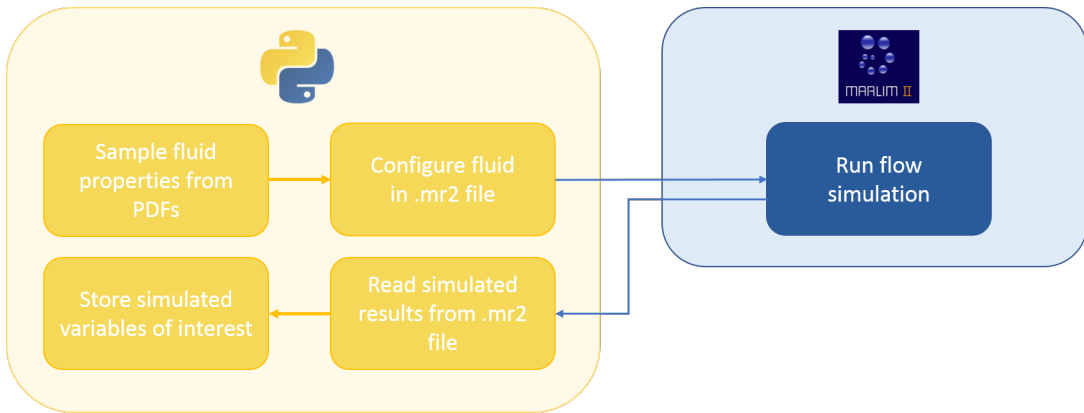 MARLIM II
Sample fluid
properties from
PDFs
Configure fluid
in .mr2 file
Run flow
simulation
Store simulated
variables of interest
Read simulated
results from .mr2
file